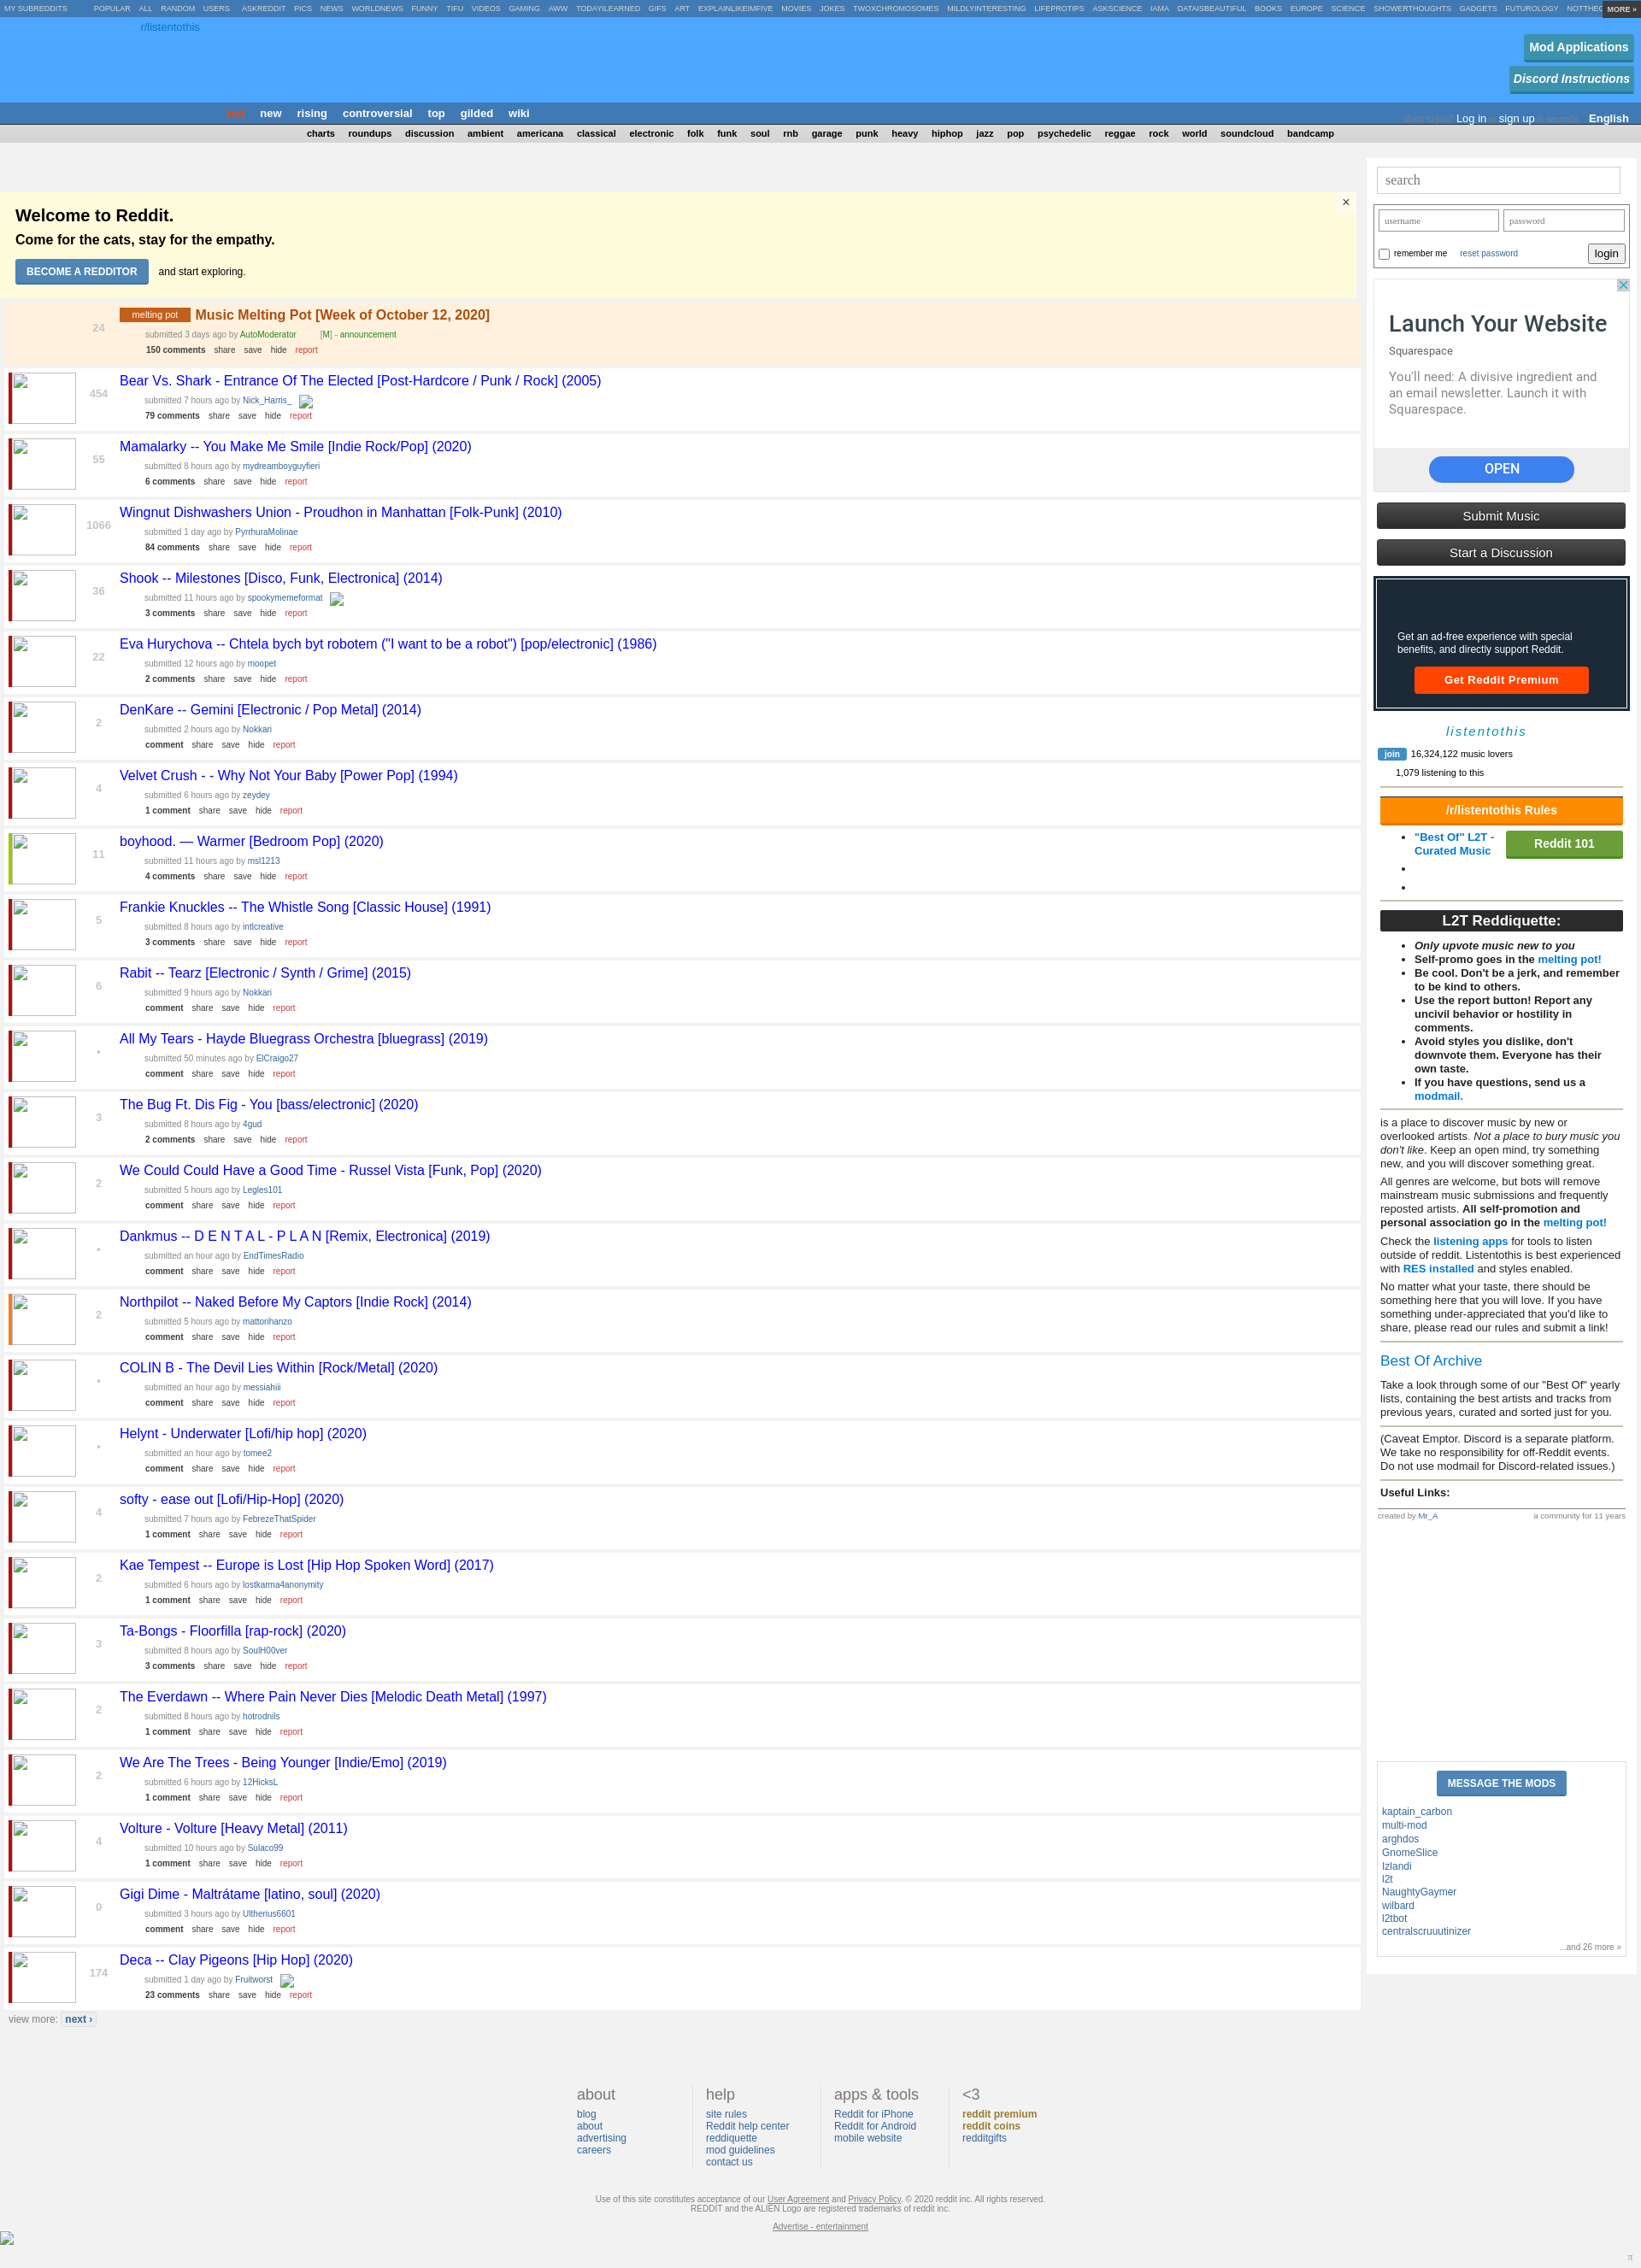 MY SUBREDDITS POPULAR ALL RANDOM USERS ASKREDDIT PICS NEWS WORLDNEWS FUNNY TIFU VIDEOS GAMING AWW TODAYILEARNED GIFS ART EXPLAINLIKEIMFIVE MOVIES JOKES TWOXCHROMOSOMES MILDLYINTERESTING LIFEPROTIPS ASKSCIENCE IAMA DATAISBEAUTIFUL BOOKS EUROPE SCIENCE SHOWERTHOUGHTS GADGETS FUTUROLOGY MORE »
r/listentothis
Mod Applications
Discord Instructions
hot new rising controversial top gilded wiki
Want to join? Log in or sign up in seconds. English
charts roundups discussion ambient americana classical electronic folk funk soul rnb garage punk heavy hiphop jazz pop psychedelic reggae rock world soundcloud bandcamp
Welcome to Reddit.
×
Come for the cats, stay for the empathy.
BECOME A REDDITOR and start exploring.
24
melting pot Music Melting Pot [Week of October 12, 2020]
submitted 3 days ago by AutoModerator [M] - announcement
150 comments share save hide report
454
Bear Vs. Shark - Entrance Of The Elected [Post-Hardcore / Punk / Rock] (2005)
submitted 7 hours ago by Nick_Harris_
79 comments share save hide report
55
Mamalarky -- You Make Me Smile [Indie Rock/Pop] (2020)
submitted 8 hours ago by mydreamboyguyfieri
6 comments share save hide report
1066
Wingnut Dishwashers Union - Proudhon in Manhattan [Folk-Punk] (2010)
submitted 1 day ago by PyrrhuraMolinae
84 comments share save hide report
36
Shook -- Milestones [Disco, Funk, Electronica] (2014)
submitted 11 hours ago by spookymemeformat
3 comments share save hide report
22
Eva Hurychova -- Chtela bych byt robotem ("I want to be a robot") [pop/electronic] (1986)
submitted 12 hours ago by moopet
2 comments share save hide report
2
DenKare -- Gemini [Electronic / Pop Metal] (2014)
submitted 2 hours ago by Nokkari
comment share save hide report
4
Velvet Crush - - Why Not Your Baby [Power Pop] (1994)
submitted 6 hours ago by zeydey
1 comment share save hide report
11
boyhood. — Warmer [Bedroom Pop] (2020)
submitted 11 hours ago by msl1213
4 comments share save hide report
5
Frankie Knuckles -- The Whistle Song [Classic House] (1991)
submitted 8 hours ago by intlcreative
3 comments share save hide report
6
Rabit -- Tearz [Electronic / Synth / Grime] (2015)
submitted 9 hours ago by Nokkari
comment share save hide report
•
All My Tears - Hayde Bluegrass Orchestra [bluegrass] (2019)
submitted 50 minutes ago by ElCraigo27
comment share save hide report
3
The Bug Ft. Dis Fig - You [bass/electronic] (2020)
submitted 8 hours ago by 4gud
2 comments share save hide report
2
We Could Could Have a Good Time - Russel Vista [Funk, Pop] (2020)
submitted 5 hours ago by Legles101
comment share save hide report
•
Dankmus -- D E N T A L - P L A N [Remix, Electronica] (2019)
submitted an hour ago by EndTimesRadio
comment share save hide report
2
Northpilot -- Naked Before My Captors [Indie Rock] (2014)
submitted 5 hours ago by mattorihanzo
comment share save hide report
•
COLIN B - The Devil Lies Within [Rock/Metal] (2020)
submitted an hour ago by messiahiii
comment share save hide report
•
Helynt - Underwater [Lofi/hip hop] (2020)
submitted an hour ago by tomee2
comment share save hide report
4
softy - ease out [Lofi/Hip-Hop] (2020)
submitted 7 hours ago by FebrezeThatSpider
1 comment share save hide report
2
Kae Tempest -- Europe is Lost [Hip Hop Spoken Word] (2017)
submitted 6 hours ago by lostkarma4anonymity
1 comment share save hide report
3
Ta-Bongs - Floorfilla [rap-rock] (2020)
submitted 8 hours ago by SoulH00ver
3 comments share save hide report
2
The Everdawn -- Where Pain Never Dies [Melodic Death Metal] (1997)
submitted 8 hours ago by hotrodnils
1 comment share save hide report
2
We Are The Trees - Being Younger [Indie/Emo] (2019)
submitted 6 hours ago by 12HicksL
1 comment share save hide report
4
Volture - Volture [Heavy Metal] (2011)
submitted 10 hours ago by Sulaco99
1 comment share save hide report
0
Gigi Dime - Maltrátame [latino, soul] (2020)
submitted 3 hours ago by Ultherius6601
comment share save hide report
174
Deca -- Clay Pigeons [Hip Hop] (2020)
submitted 1 day ago by Fruitworst
23 comments share save hide report
view more: next ›
search
username password
remember me reset password login
Launch Your Website
Squarespace
You'll need: A divisive ingredient and
an email newsletter. Launch it with
Squarespace.
OPEN
Submit Music
Start a Discussion
Get an ad-free experience with special
benefits, and directly support Reddit.
Get Reddit Premium
listentothis
join 16,324,122 music lovers
1,079 listening to this
/r/listentothis Rules
"Best Of" L2T -
Curated Music
Reddit 101
L2T Reddiquette:
• Only upvote music new to you
• Self-promo goes in the melting pot!
• Be cool. Don't be a jerk, and remember
to be kind to others.
• Use the report button! Report any
uncivil behavior or hostility in
comments.
• Avoid styles you dislike, don't
downvote them. Everyone has their
own taste.
• If you have questions, send us a
modmail.
is a place to discover music by new or
overlooked artists. Not a place to bury music you
don't like. Keep an open mind, try something
new, and you will discover something great.
All genres are welcome, but bots will remove
mainstream music submissions and frequently
reposted artists. All self-promotion and
personal association go in the melting pot!
Check the listening apps for tools to listen
outside of reddit. Listentothis is best experienced
with RES installed and styles enabled.
No matter what your taste, there should be
something here that you will love. If you have
something under-appreciated that you'd like to
share, please read our rules and submit a link!
Best Of Archive
Take a look through some of our "Best Of" yearly
lists, containing the best artists and tracks from
previous years, curated and sorted just for you.
(Caveat Emptor. Discord is a separate platform.
We take no responsibility for off-Reddit events.
Do not use modmail for Discord-related issues.)
Useful Links:
created by Mr_A a community for 11 years
MESSAGE THE MODS
kaptain_carbon
multi-mod
arghdos
GnomeSlice
Izlandi
l2t
NaughtyGaymer
wilbard
l2tbot
centralscruuutinizer
...and 26 more »
about
blog
about
advertising
careers
help
site rules
Reddit help center
reddiquette
mod guidelines
contact us
apps & tools
Reddit for iPhone
Reddit for Android
mobile website
<3
reddit premium
reddit coins
redditgifts
Use of this site constitutes acceptance of our User Agreement and Privacy Policy. © 2020 reddit inc. All rights reserved.
REDDIT and the ALIEN Logo are registered trademarks of reddit inc.
Advertise - entertainment
π